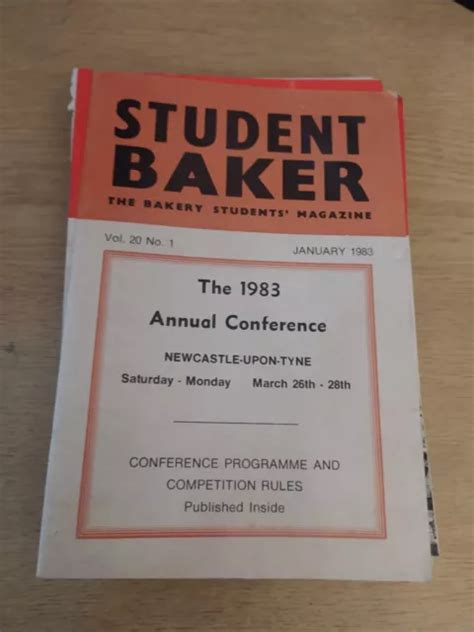 STUDENT
BAKER
THE BAKERY STUDENTS' MAGAZINE
Vol. 20 No. 1 JANUARY 1983
The 1983
Annual Conference
NEWCASTLE-UPON-TYNE
Saturday - Monday March 26th - 28th
CONFERENCE PROGRAMME AND
COMPETITION RULES
Published Inside